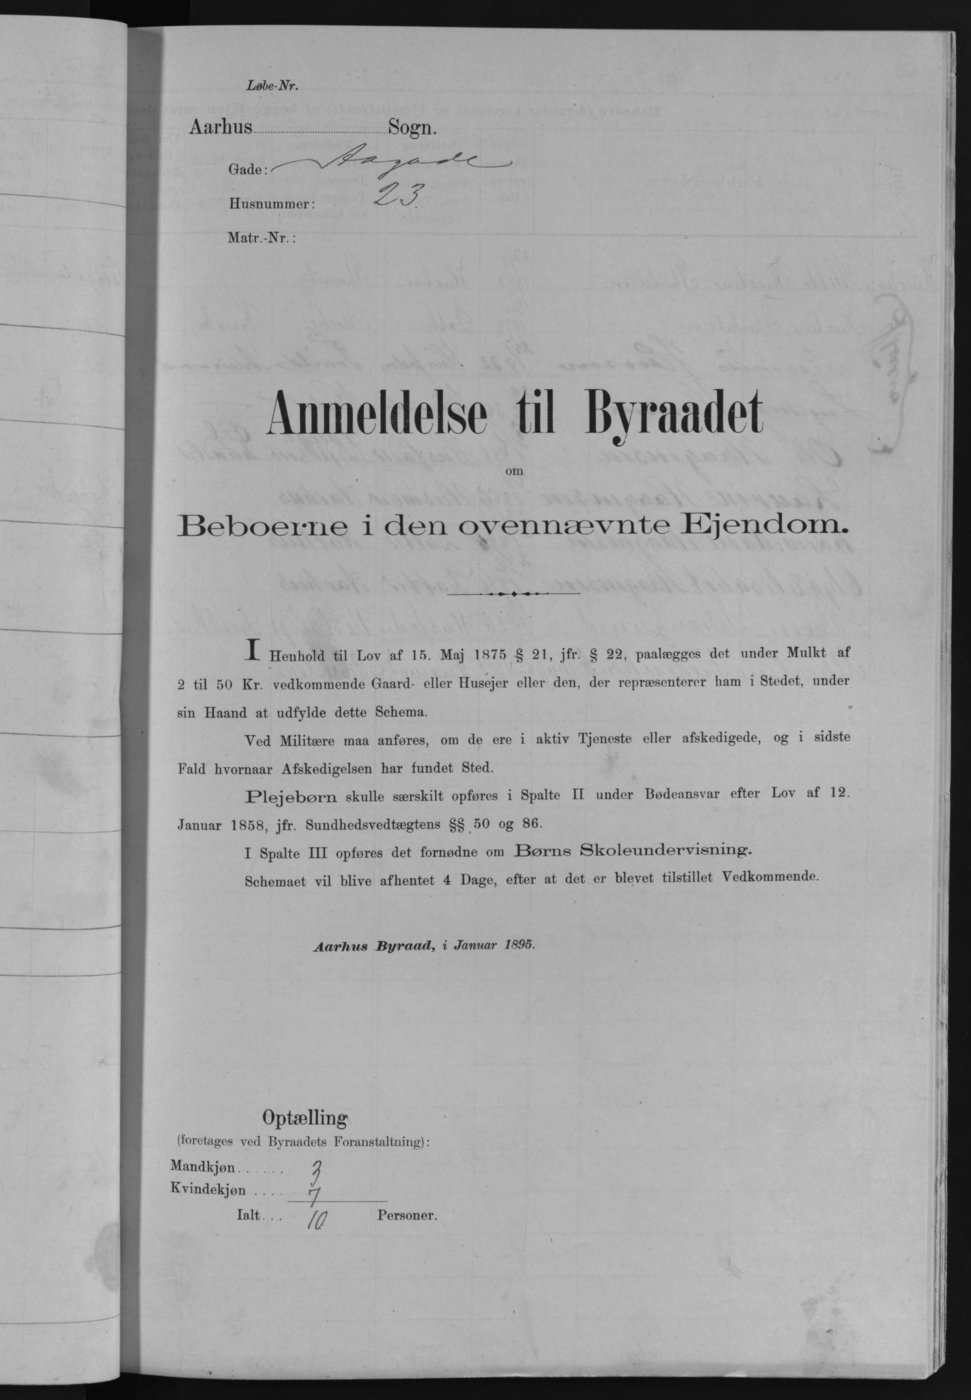 Løbe-Nr.
Aarhus Sogn.
Gade: Aagade
Husnummer: 23.
Matr.-Nr.:
Anmeldelse til Byraadet
om
Beboerne i den ovennævnte Ejendom.
I Henhold til Lov af 15. Maj 1875 § 21, jfr. § 22, paalægges det under Mulkt af
2 til 50 Kr. vedkommende Gaard- eller Husejer eller den, der repræsenterer ham i Stedet, under
sin Haand at udfylde dette Schema.
Ved Militære maa anføres, om de ere i aktiv Tjeneste eller afskedigede, og i sidste
Fald hvornaar Afskedigelsen har fundet Sted.
Plejebørn skulle særskilt opføres i Spalte II under Bødeansvar efter Lov af 12.
Januar 1858, jfr. Sundhedsvedtægtens §§ 50 og 86.
I Spalte III opføres det fornødne om Børns Skoleundervisning.
Schemaet vil blive afhentet 4 Dage, efter at det er blevet tilstillet Vedkommende.
Aarhus Byraad, i Januar 1895.
Optælling
(foretages ved Byraadets Foranstaltning):
Mandkjøn..... 3
Kvindekjøn .... 7
Ialt... 10 Personer.